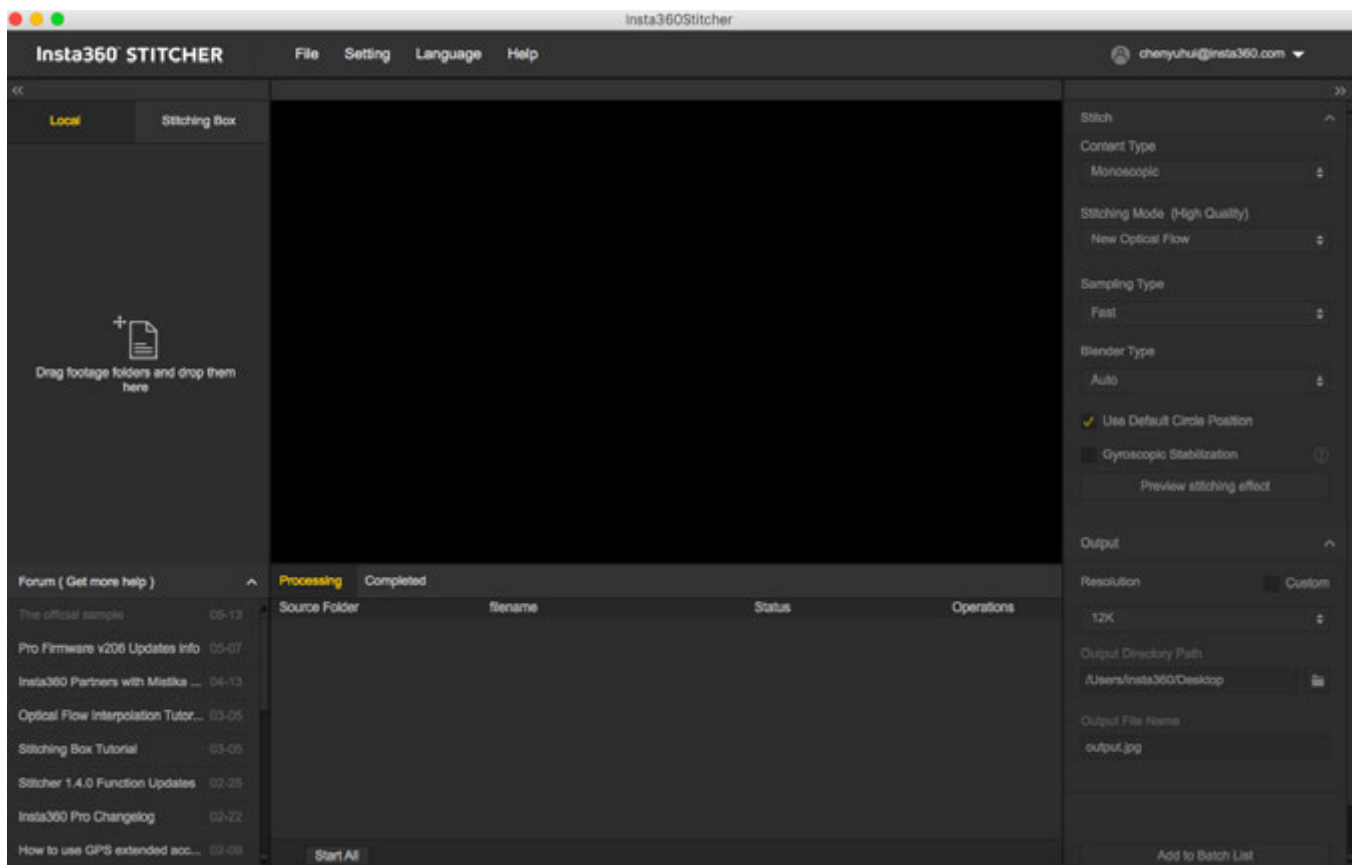 Insta360Stitcher
Insta360 STITCHER
File Setting Language Help
chenyuhui@insta360.com
Local Stitching Box
Drag footage folders and drop them
here
Forum ( Get more help )
The official sample 05-13
Pro Firmware v206 Updates info 05-07
Insta360 Partners with Mistika ... 04-13
Optical Flow Interpolation Tutor... 03-05
Stitching Box Tutorial 03-05
Stitcher 1.4.0 Function Updates 02-25
Insta360 Pro Changelog 02-22
How to use GPS extended acc... 02-09
Processing Completed
Source Folder filename Status Operations
Start All
Stitch
Content Type
Monoscopic
Stitching Mode (High Quality)
New Optical Flow
Sampling Type
Fast
Blender Type
Auto
Use Default Circle Position
Gyroscopic Stabilization ?
Preview stitching effect
Output
Resolution Custom
12K
Output Directory Path
/Users/insta360/Desktop
Output File Name
output.jpg
Add to Batch List